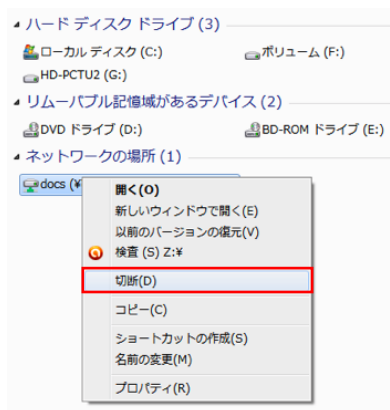 ハード ディスク ドライブ (3)
ローカル ディスク (C:)
ボリューム (F:)
HD-PCTU2 (G:)
リムーバブル記憶域があるデバイス (2)
DVD ドライブ (D:)
BD-ROM ドライブ (E:)
ネットワークの場所 (1)
docs (¥
開く(O)
新しいウィンドウで開く(E)
以前のバージョンの復元(V)
検査 (S) Z:¥
切断(D)
コピー(C)
ショートカットの作成(S)
名前の変更(M)
プロパティ(R)